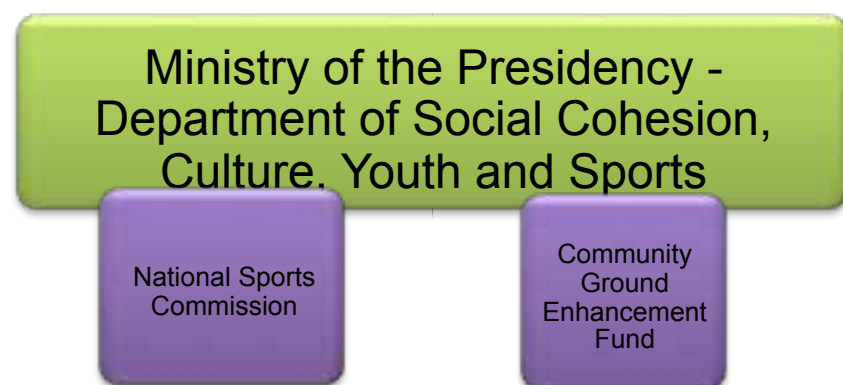 Ministry of the Presidency -
Department of Social Cohesion,
Culture, Youth and Sports
National Sports
Commission
Community
Ground
Enhancement
Fund